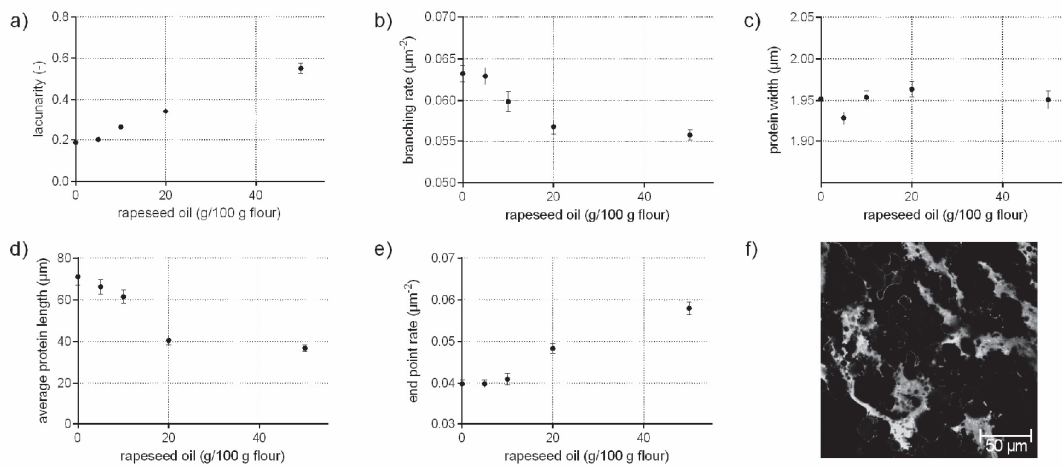 a)
lacunarity (-)
0.8
0.6
0.4
0.2
0.0
0
20
40
rapeseed oil (g/100 g flour)
b)
branching rate (µm⁻²)
0.070
0.065
0.060
0.055
0.050
0
20
40
rapeseed oil (g/100 g flour)
c)
protein width (µm)
2.05
2.00
1.95
1.90
0
20
40
rapeseed oil (g/100 g flour)
d)
average protein length (µm)
80
60
40
20
0
0
20
40
rapeseed oil (g/100 g flour)
e)
end point rate (µm⁻²)
0.07
0.06
0.05
0.04
0.03
0
20
40
rapeseed oil (g/100 g flour)
f)
50 µm